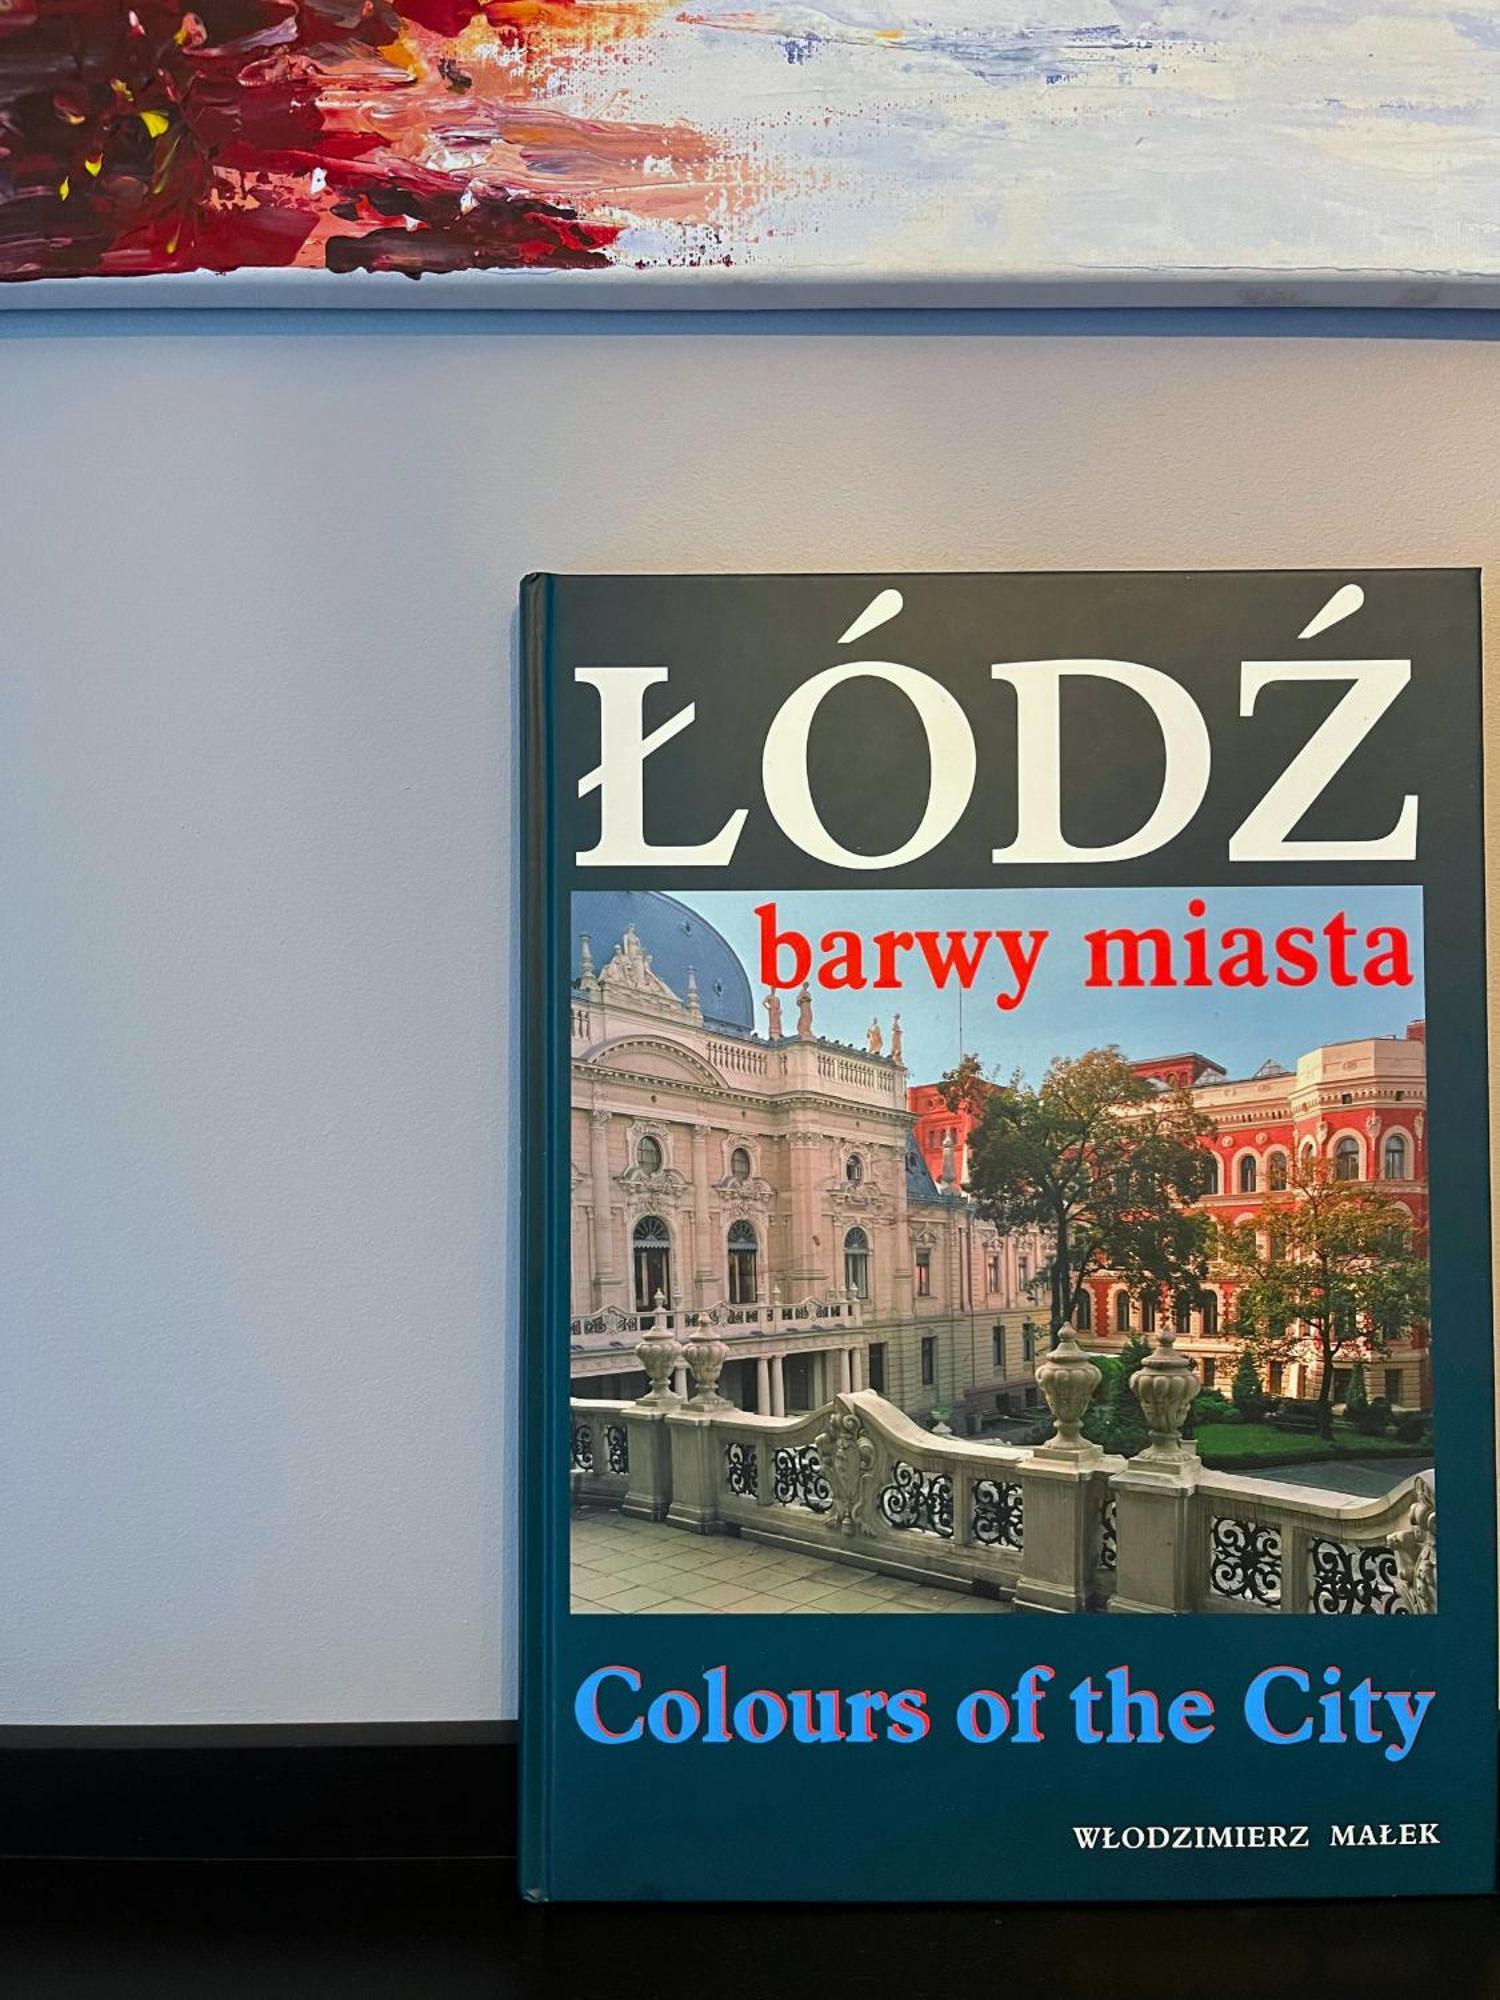 ŁÓDŹ
barwy miasta
Colours of the City
WŁODZIMIERZ MAŁEK